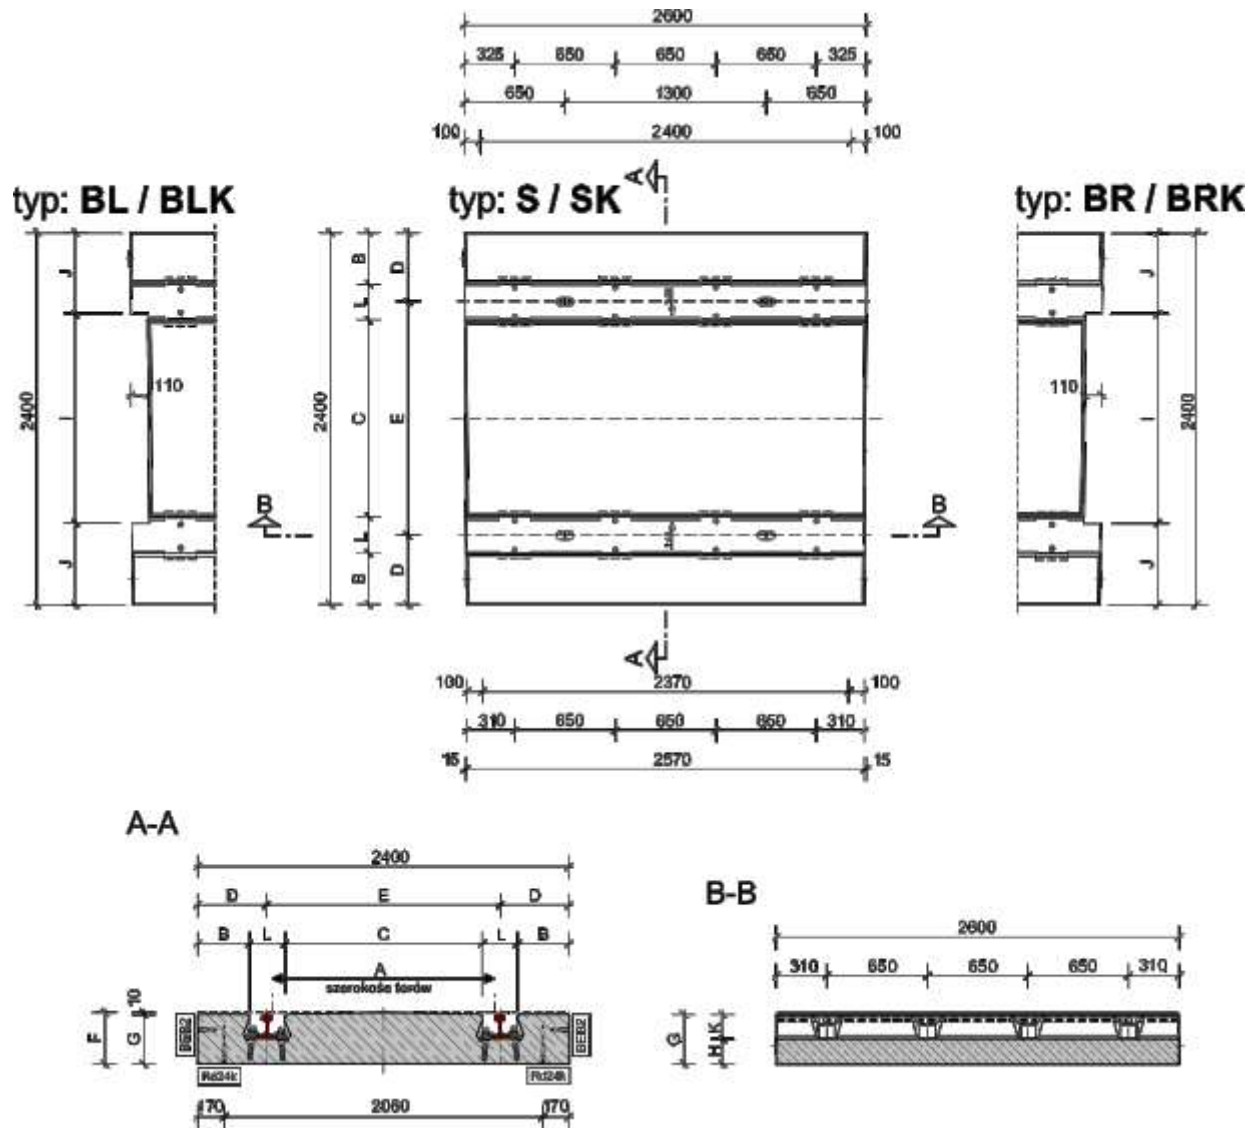 2600
325 650 650 650 325
650 1300 650
100 2400 100
A
typ: BL / BLK
typ: S / SK
typ: BR / BRK
2400 J I J 110
2400 B L C L B
D E D
110 J I J 2400
B B
A
100 2370 100
310 650 650 650 310
15 2570 15
A-A
2400
D E D
B L C L B
A
szerokość torów
F 10 G
BEB2 BEB2
Rd24k Rd24k
170 2060 170
B-B
2600
310 650 650 650 310
G H K